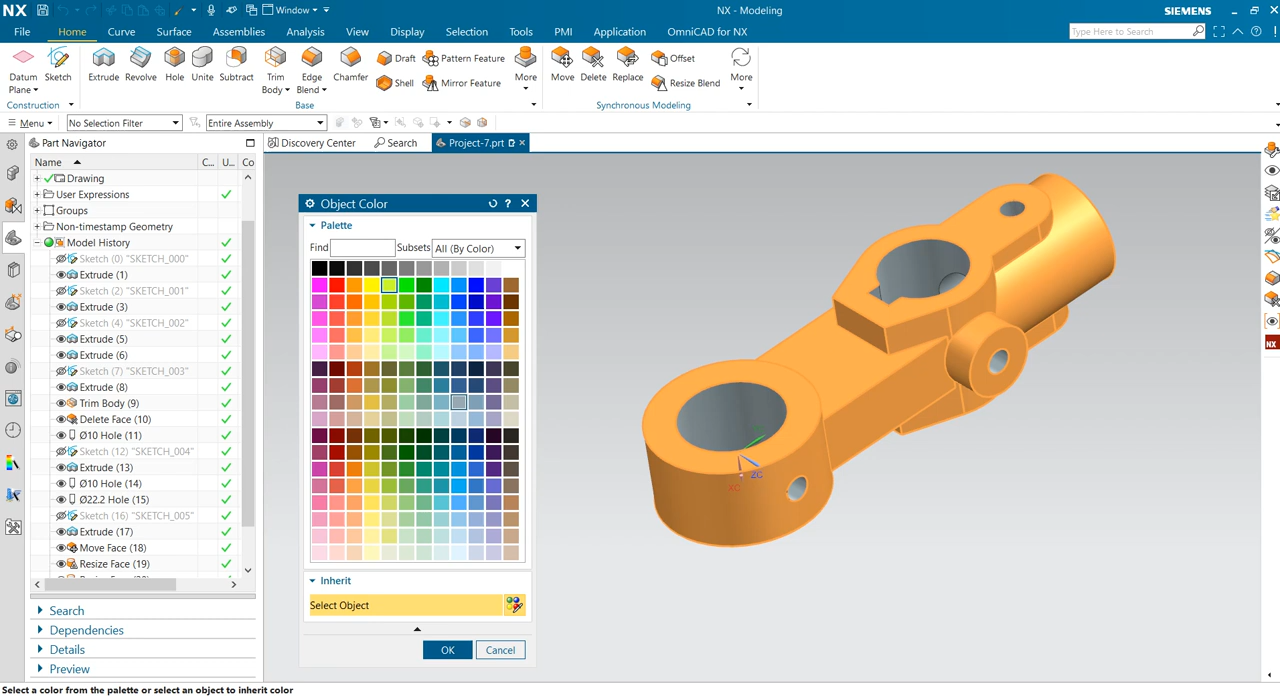 NX Window NX - Modeling SIEMENS
File Home Curve Surface Assemblies Analysis View Display Selection Tools PMI Application OmniCAD for NX Type Here to Search
Datum Plane Sketch Extrude Revolve Hole Unite Subtract Trim Body Edge Blend Chamfer Draft Shell Pattern Feature Mirror Feature More Move Delete Replace Offset Resize Blend More
Construction Base Synchronous Modeling
Menu No Selection Filter Entire Assembly
Part Navigator Discovery Center Search Project-7.prt
Name C... U... Co
Drawing
User Expressions
Groups
Non-timestamp Geometry
Model History
Sketch (0) "SKETCH_000"
Extrude (1)
Sketch (2) "SKETCH_001"
Extrude (3)
Sketch (4) "SKETCH_002"
Extrude (5)
Extrude (6)
Sketch (7) "SKETCH_003"
Extrude (8)
Trim Body (9)
Delete Face (10)
Ø10 Hole (11)
Sketch (12) "SKETCH_004"
Extrude (13)
Ø10 Hole (14)
Ø22.2 Hole (15)
Sketch (16) "SKETCH_005"
Extrude (17)
Move Face (18)
Resize Face (19)
Search
Dependencies
Details
Preview
Object Color
Palette
Find Subsets All (By Color)
Inherit
Select Object
OK Cancel
ZC
XC
NX
Select a color from the palette or select an object to inherit color